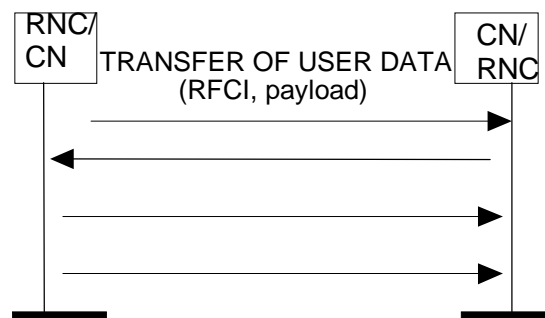 RNC/
CN
TRANSFER OF USER DATA
(RFCI, payload)
CN/
RNC